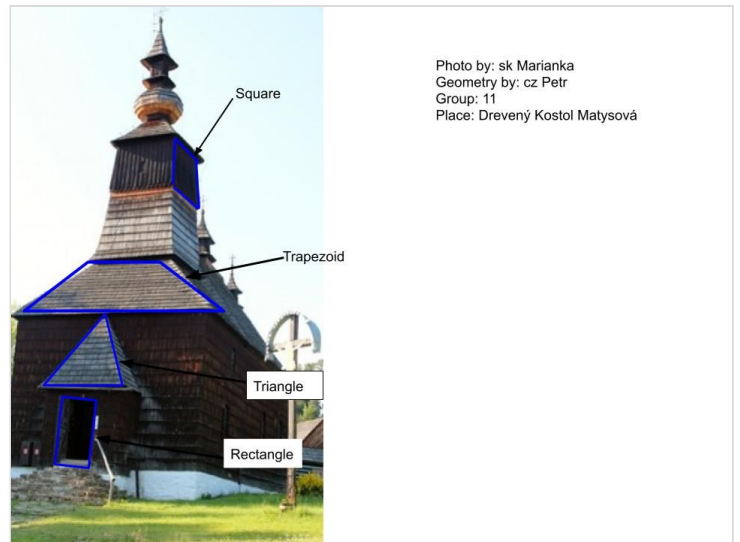 Photo by: sk Marianka
Geometry by: cz Petr
Group: 11
Place: Drevený Kostol Matysová
Square
Trapezoid
Triangle
Rectangle